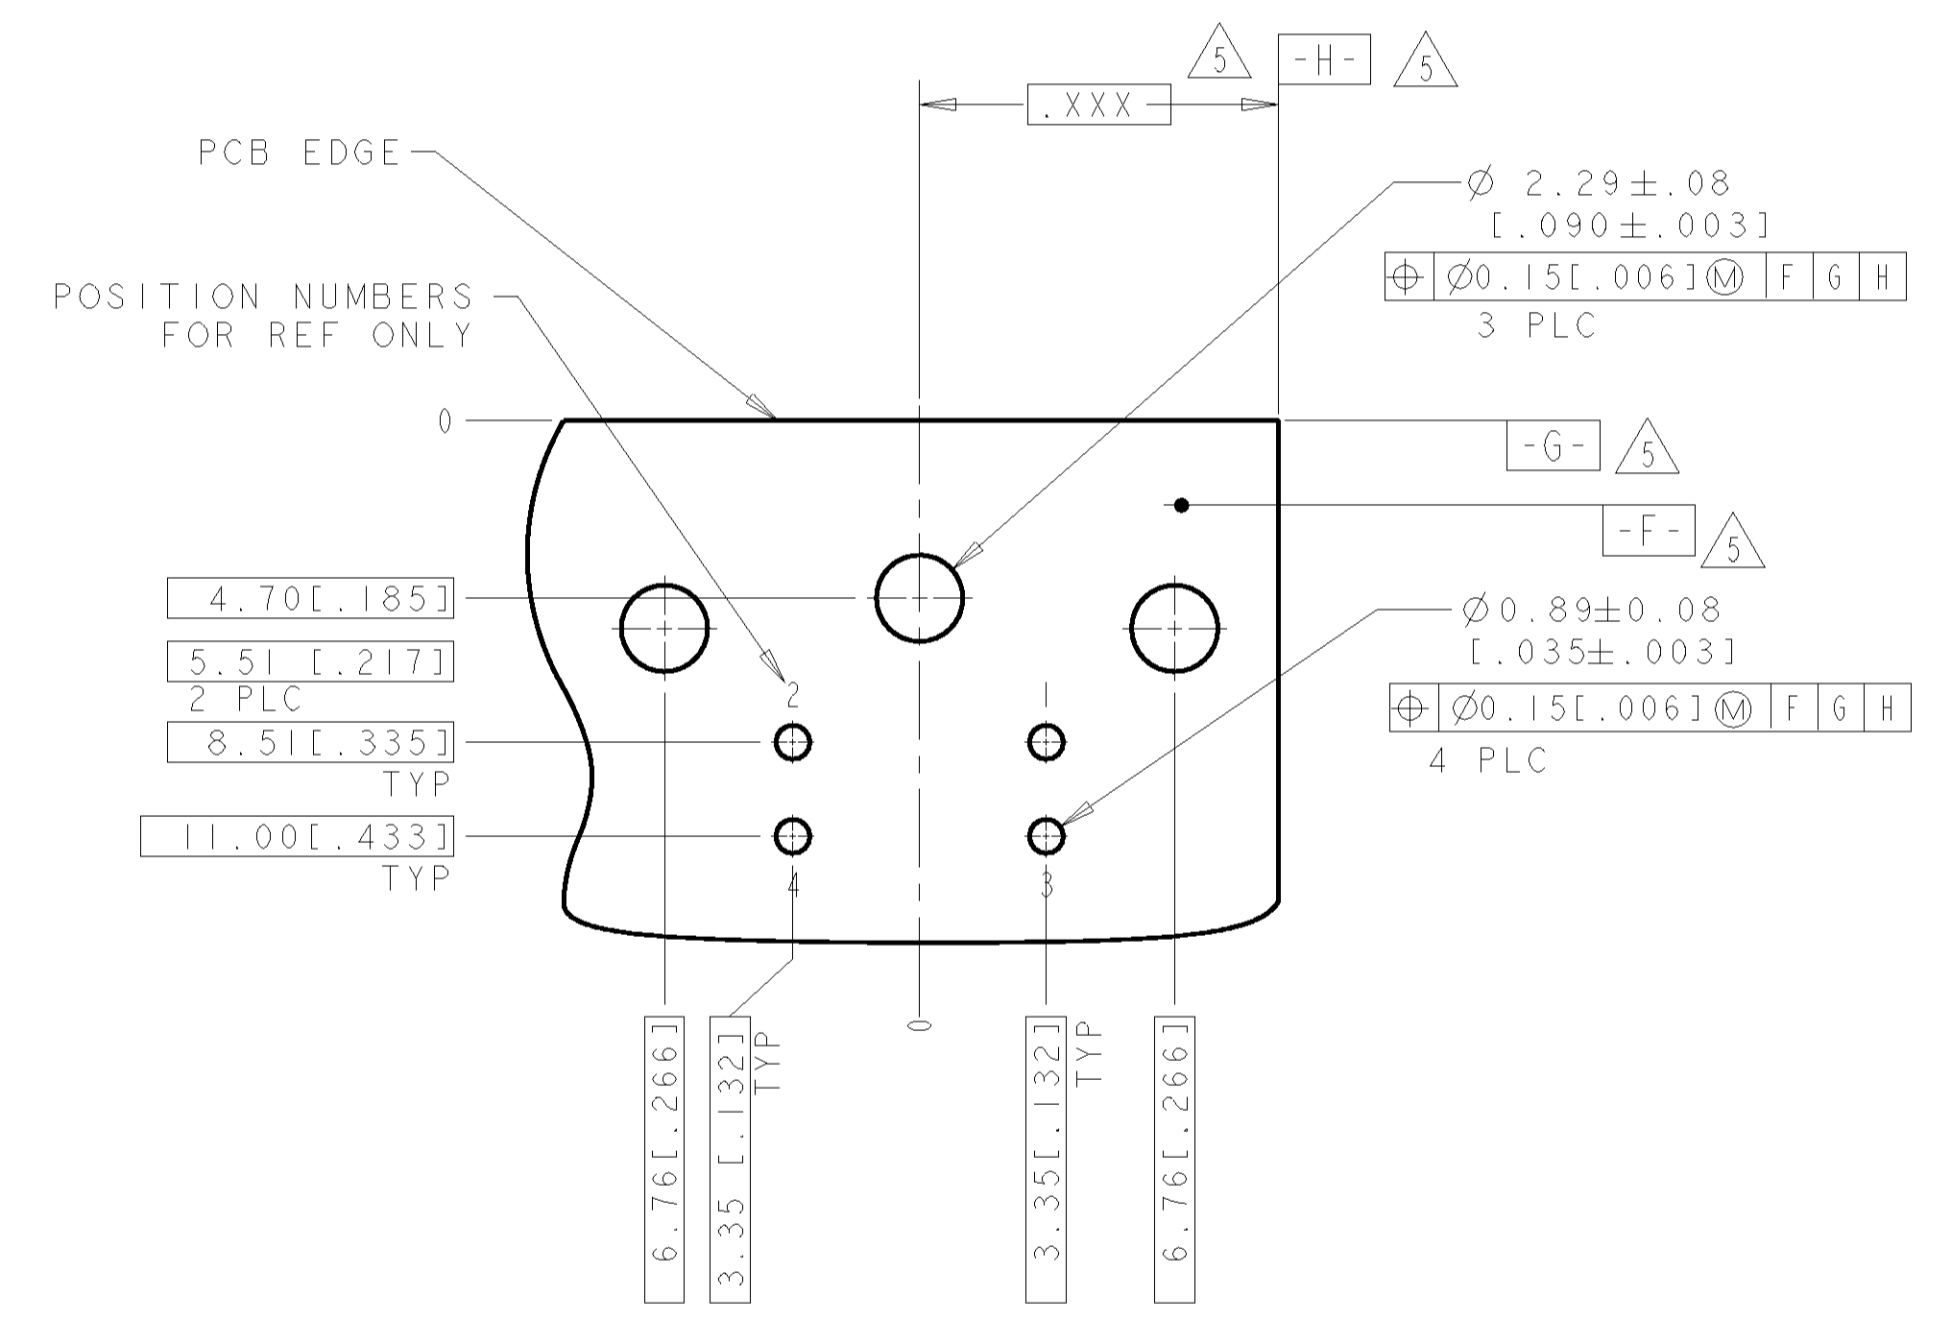 5
-H-
5
.XXX
PCB EDGE
⌀ 2.29±.08
[.090±.003]
⌖ ⌀0.15[.006]Ⓜ F G H
3 PLC
POSITION NUMBERS
FOR REF ONLY
0
-G-
5
-F-
5
4.70[.185]
5.51 [.217]
2 PLC
8.51[.335]
TYP
11.00[.433]
TYP
⌀0.89±0.08
[.035±.003]
⌖ ⌀0.15[.006]Ⓜ F G H
4 PLC
2
1
4
3
0
6.76[.266]
3.35 [.132]
TYP
3.35[.132]
TYP
6.76[.266]